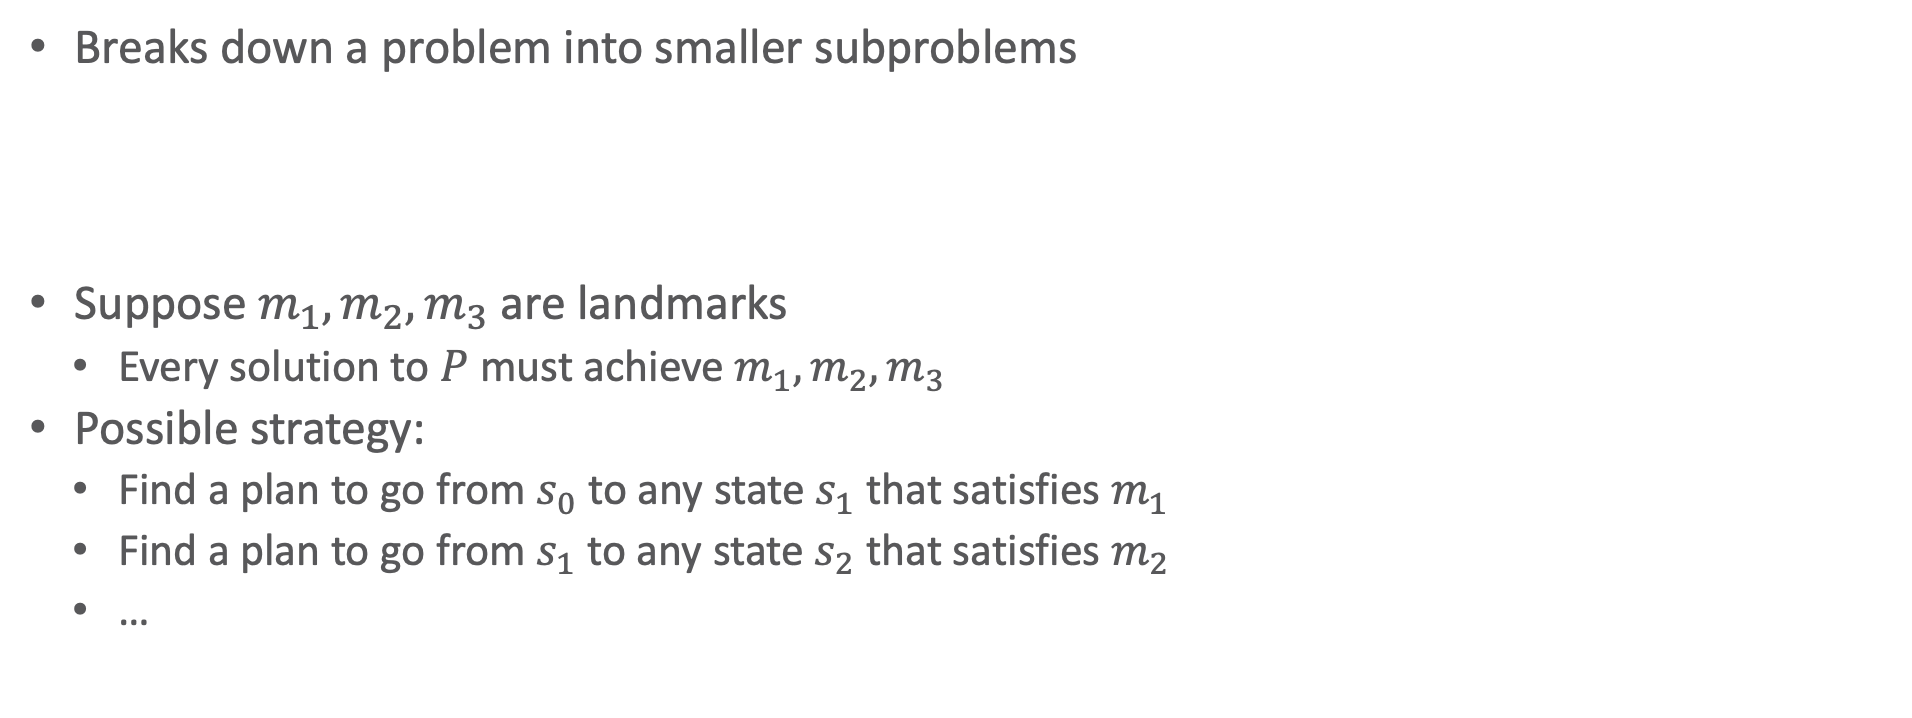 • Breaks down a problem into smaller subproblems
• Suppose m₁, m₂, m₃ are landmarks
• Every solution to P must achieve m₁, m₂, m₃
• Possible strategy:
• Find a plan to go from s₀ to any state s₁ that satisfies m₁
• Find a plan to go from s₁ to any state s₂ that satisfies m₂
• ...